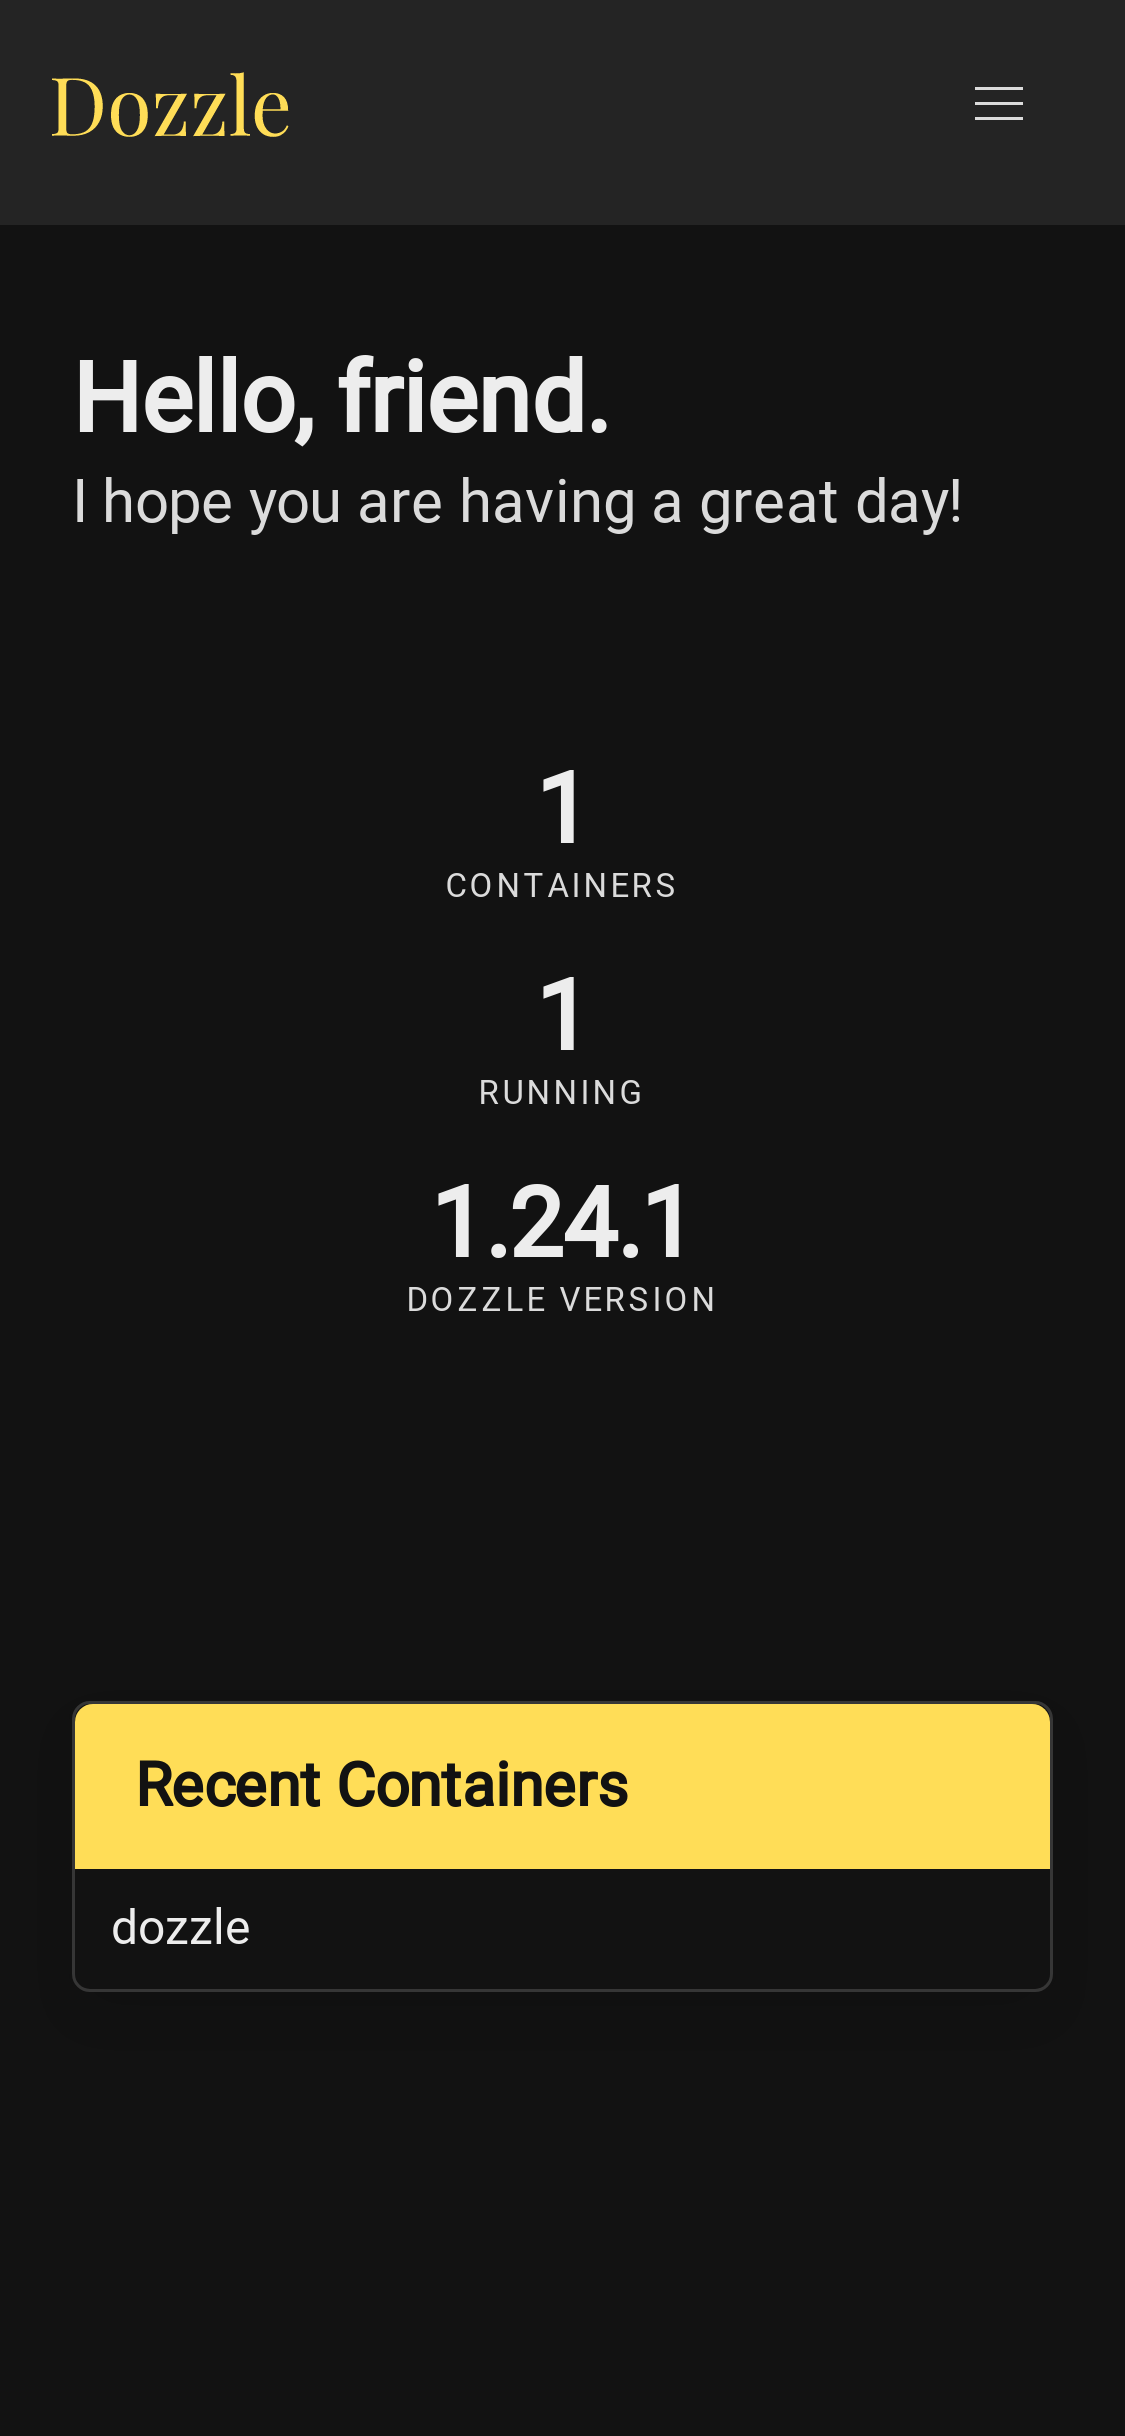 Dozzle
Hello, friend.
I hope you are having a great day!
1
CONTAINERS
1
RUNNING
1.24.1
DOZZLE VERSION
Recent Containers
dozzle